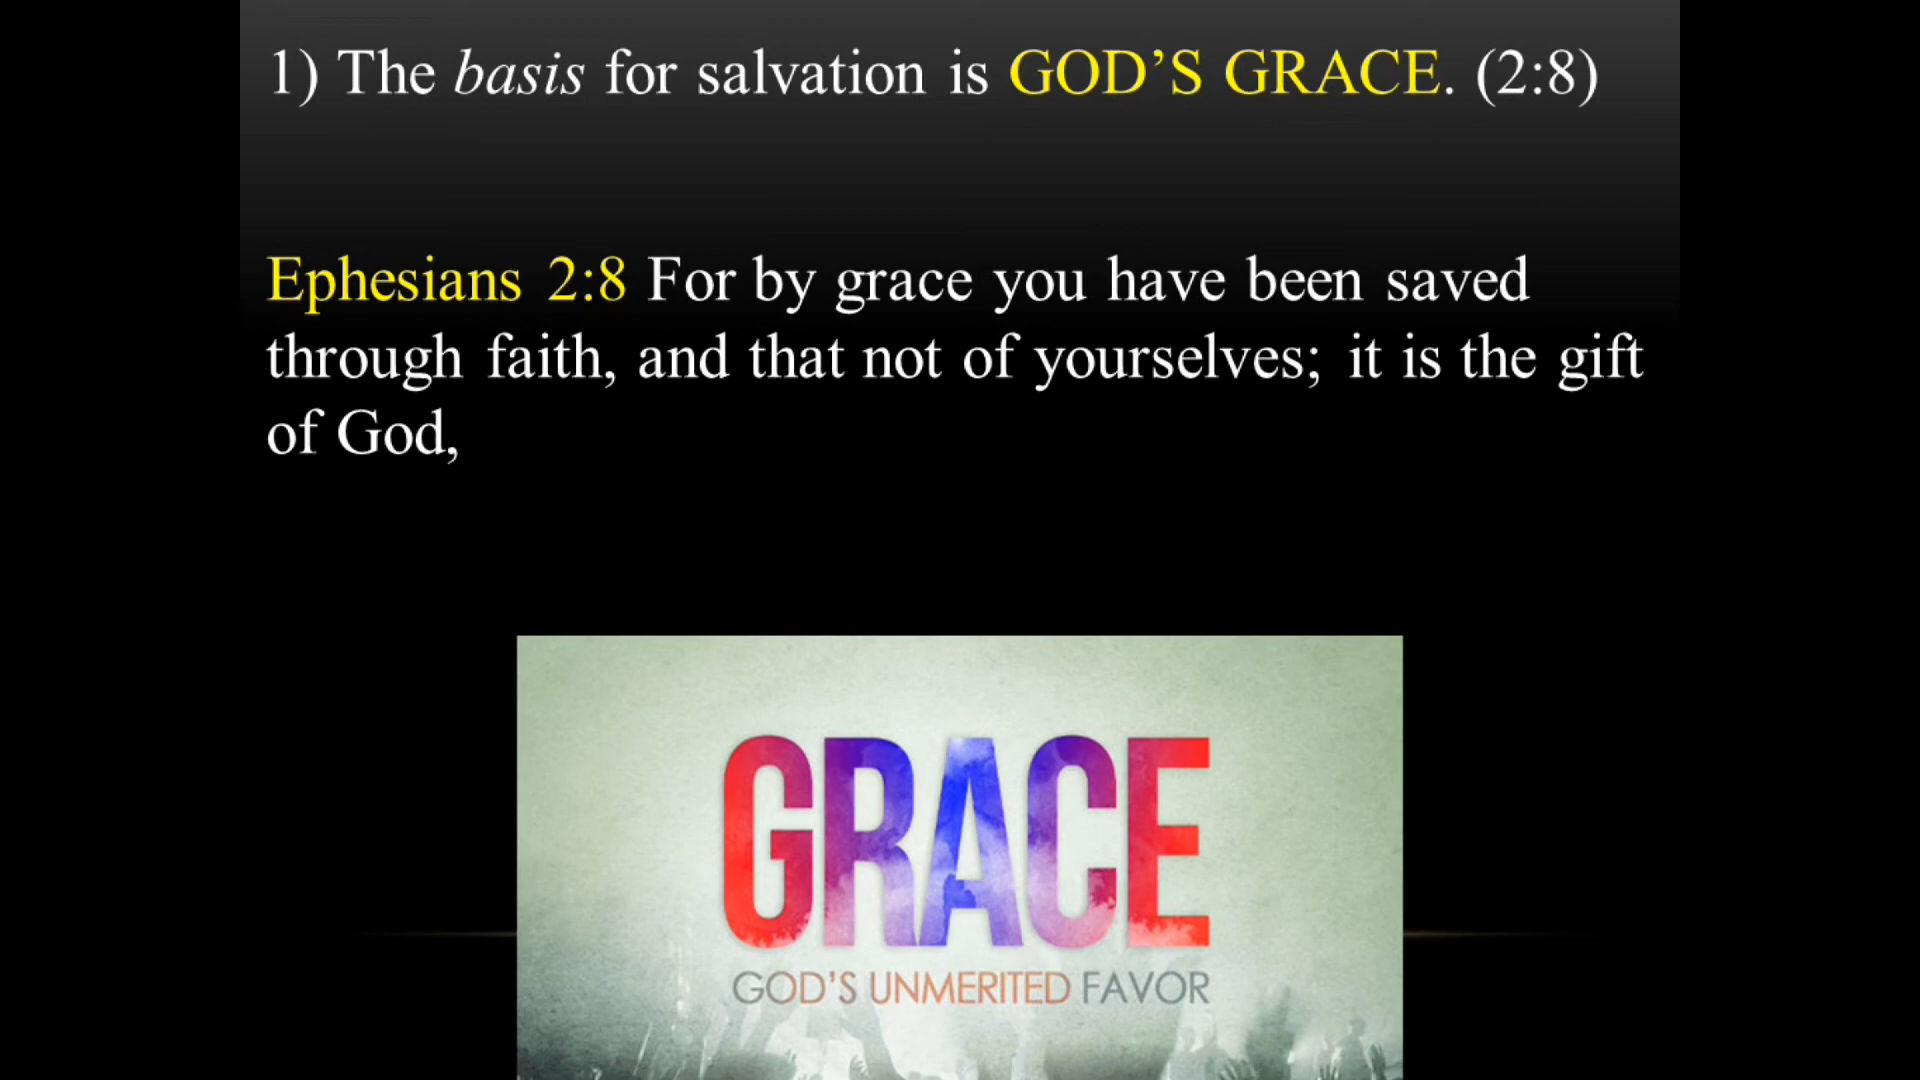 1) The basis for salvation is GOD’S GRACE. (2:8)
Ephesians 2:8 For by grace you have been saved
through faith, and that not of yourselves; it is the gift
of God,
GRACE
GOD’S UNMERITED FAVOR